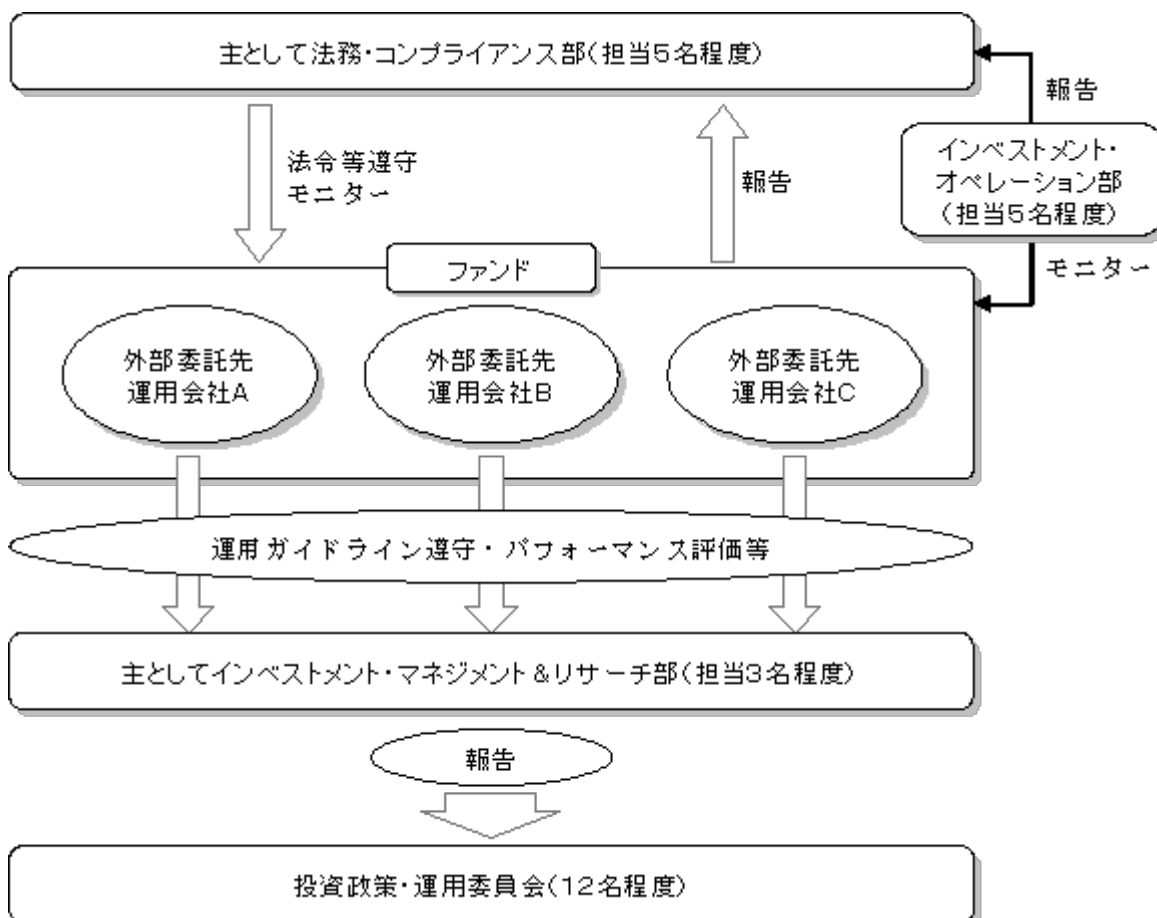 主として法務・コンプライアンス部(担当5名程度)
報告
インベストメント・
オペレーション部
(担当5名程度)
法令等遵守
モニター
報告
モニター
ファンド
外部委託先
運用会社A
外部委託先
運用会社B
外部委託先
運用会社C
運用ガイドライン遵守・パフォーマンス評価等
主としてインベストメント・マネジメント&リサーチ部(担当3名程度)
報告
投資政策・運用委員会(12名程度)